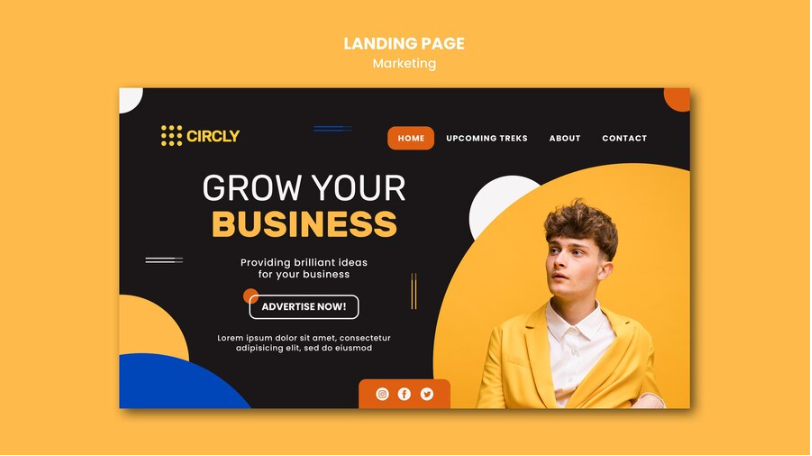 LANDING PAGE
Marketing
CIRCLY
HOME UPCOMING TREKS ABOUT CONTACT
GROW YOUR
BUSINESS
Providing brilliant ideas
for your business
ADVERTISE NOW!
Lorem ipsum dolor sit amet, consectetur
adipisicing elit, sed do eiusmod